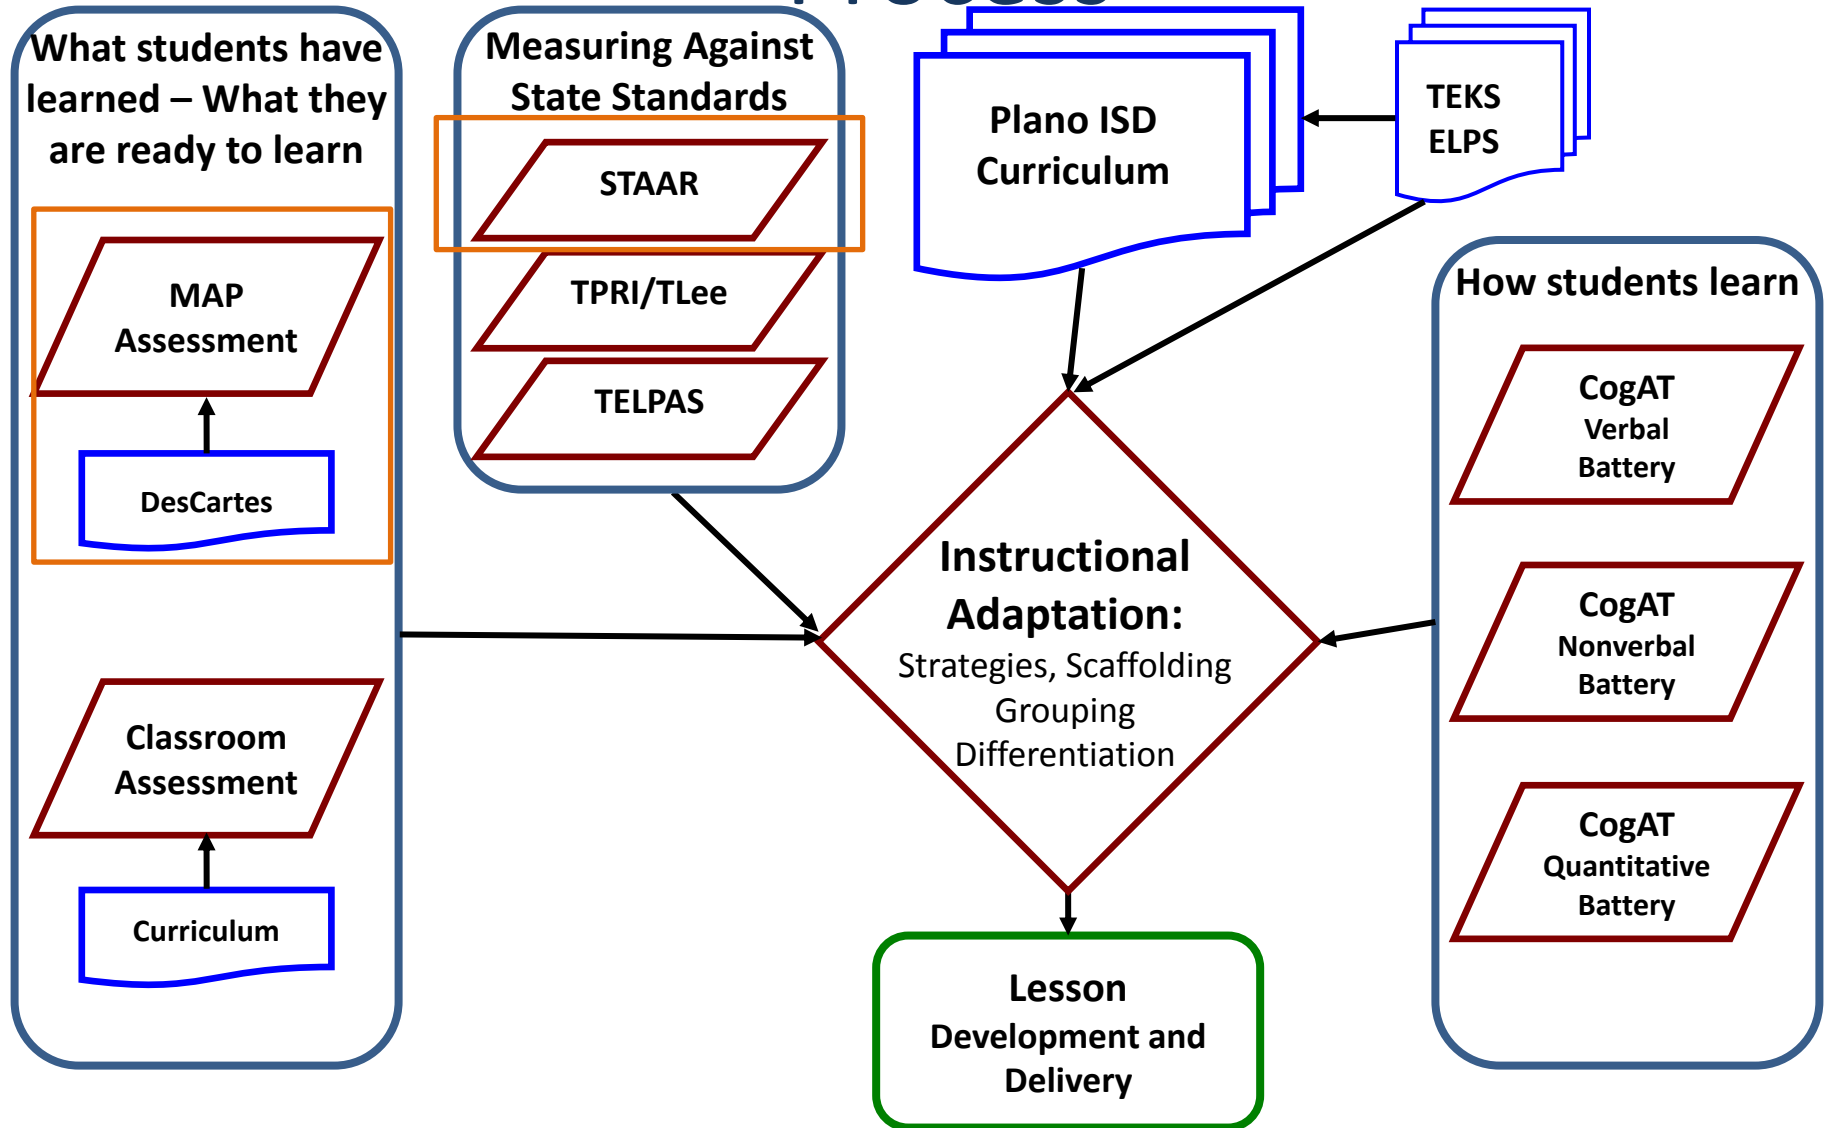 Process
What students have
learned – What they
are ready to learn
MAP
Assessment
DesCartes
Classroom
Assessment
Curriculum
Measuring Against
State Standards
STAAR
TPRI/TLee
TELPAS
Plano ISD
Curriculum
TEKS
ELPS
How students learn
CogAT
Verbal
Battery
CogAT
Nonverbal
Battery
CogAT
Quantitative
Battery
Instructional
Adaptation:
Strategies, Scaffolding
Grouping
Differentiation
Lesson
Development and
Delivery